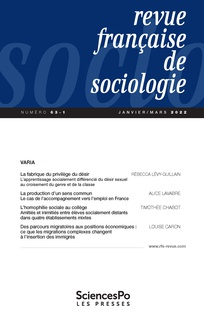 socio
revue
française
de
sociologie
NUMÉRO 63-1 JANVIER/MARS 2022
VARIA
La fabrique du privilège du désir RÉBECCA LÉVY-GUILLAIN
L'apprentissage socialement différencié du désir sexuel
au croisement du genre et de la classe
La production d'un sens commun ALICE LAVABRE
Le cas de l'accompagnement vers l'emploi en France
L'homophilie sociale au collège TIMOTHÉE CHABOT
Amitiés et inimitiés entre élèves socialement distants
dans quatre établissements mixtes
Des parcours migratoires aux positions économiques : LOUISE CARON
ce que les migrations complexes changent
à l'insertion des immigrés
www.rfs-revue.com
SciencesPo
LES PRESSES